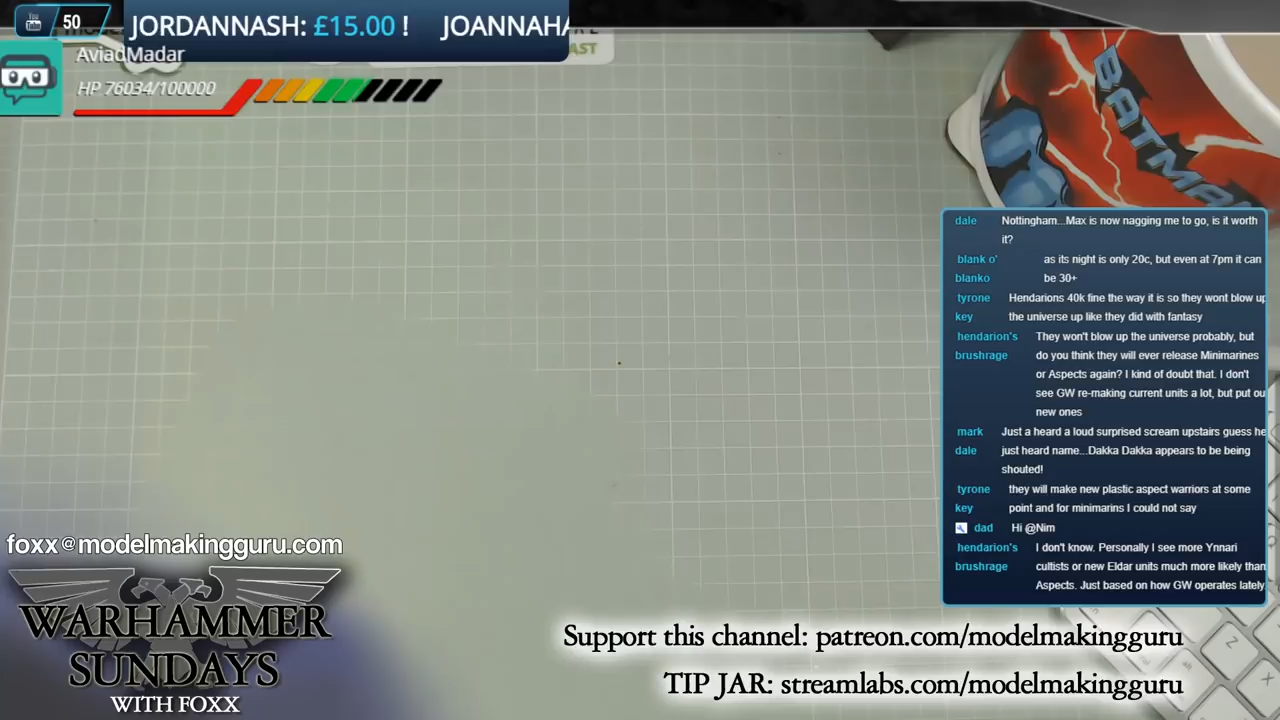 You Tube
50
JORDANNASH: £15.00 ! JOANNAHA
AST
AviadMadar
HP 76034/100000
BATMAN
dale Nottingham...Max is now nagging me to go, is it worth
it?
blank o' as its night is only 20c, but even at 7pm it can
blanko be 30+
tyrone Hendarions 40k fine the way it is so they wont blow up
key the universe up like they did with fantasy
hendarion's They won't blow up the universe probably, but
brushrage do you think they will ever release Minimarines
or Aspects again? I kind of doubt that. I don't
see GW re-making current units a lot, but put ou
new ones
mark Just a heard a loud surprised scream upstairs guess he
dale just heard name...Dakka Dakka appears to be being
shouted!
tyrone they will make new plastic aspect warriors at some
key point and for minimarins I could not say
dad Hi @Nim
hendarion's I don't know. Personally I see more Ynnari
brushrage cultists or new Eldar units much more likely than
Aspects. Just based on how GW operates lately
foxx@modelmakingguru.com
WARHAMMER
SUNDAYS
WITH FOXX
Support this channel: patreon.com/modelmakingguru
TIP JAR: streamlabs.com/modelmakingguru
Z
X